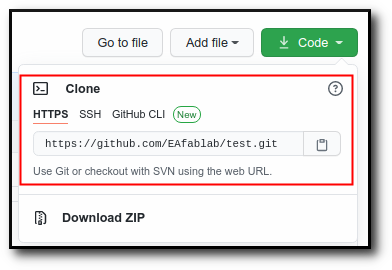 Go to file Add file Code
Clone
HTTPS SSH GitHub CLI New
https://github.com/EAfablab/test.git
Use Git or checkout with SVN using the web URL.
Download ZIP